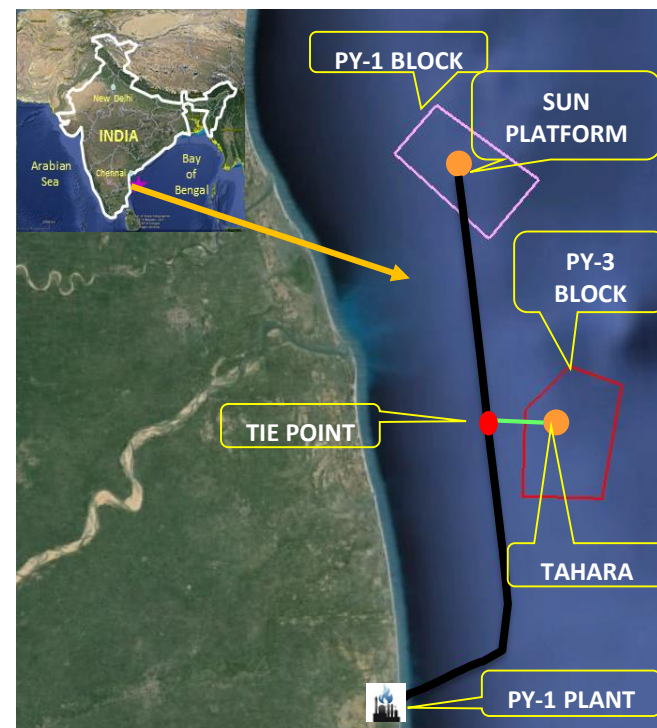 New Delhi
INDIA
Arabian
Sea
Bay
of
Bengal
Chennai
PY-1 BLOCK
SUN
PLATFORM
PY-3
BLOCK
TIE POINT
TAHARA
PY-1 PLANT